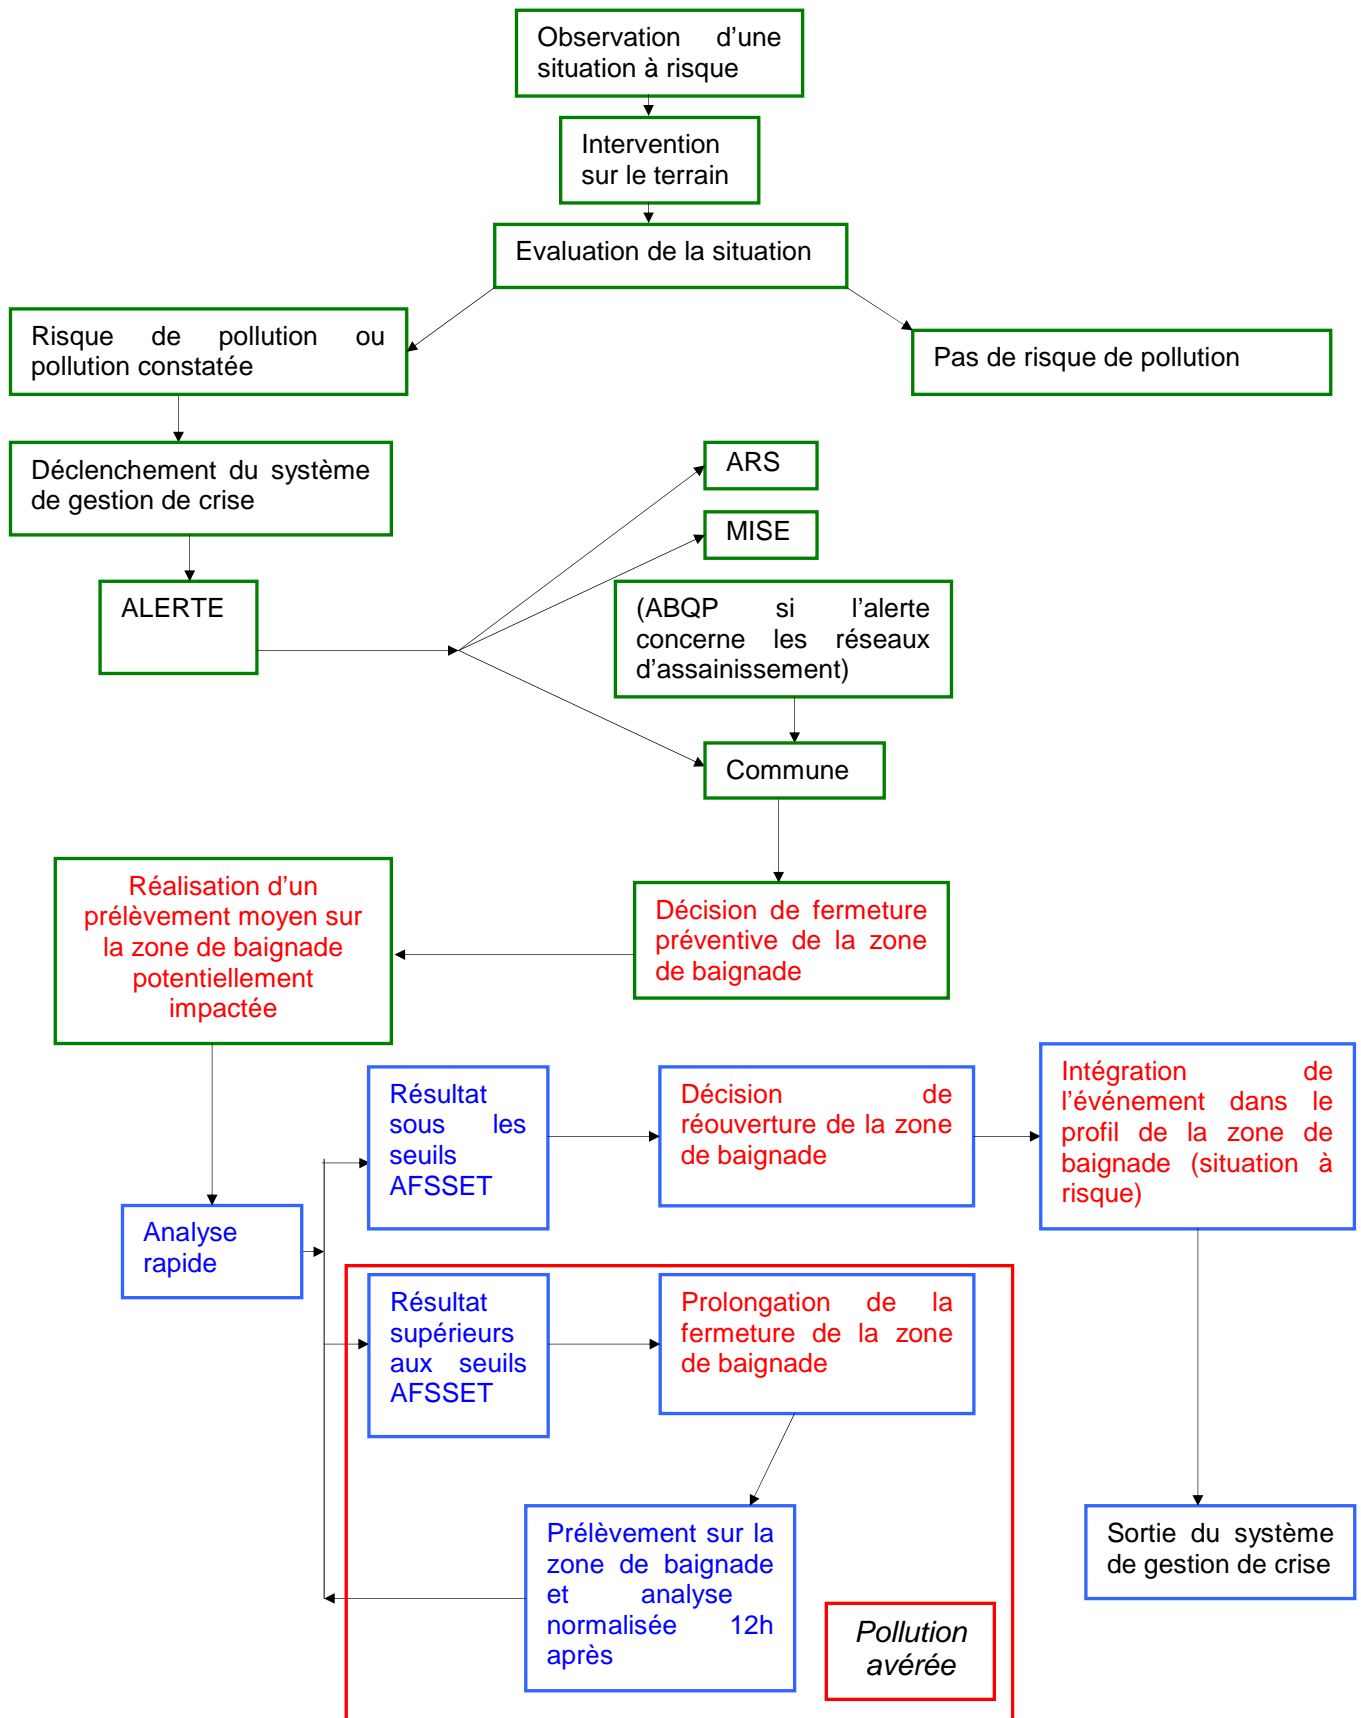 Observation d'une
situation à risque
Intervention
sur le terrain
Evaluation de la situation
Risque de pollution ou
pollution constatée
Pas de risque de pollution
Déclenchement du système
de gestion de crise
ARS
MISE
ALERTE
(ABQP si l'alerte
concerne les réseaux
d'assainissement)
Commune
Décision de fermeture
préventive de la zone
de baignade
Réalisation d'un
prélèvement moyen sur
la zone de baignade
potentiellement
impactée
Analyse
rapide
Résultat
sous les
seuils
AFSSET
Décision de
réouverture de la zone
de baignade
Intégration de
l'événement dans le
profil de la zone de
baignade (situation à
risque)
Résultat
supérieurs
aux seuils
AFSSET
Prolongation de la
fermeture de la zone
de baignade
Prélèvement sur la
zone de baignade
et analyse
normalisée 12h
après
Pollution
avérée
Sortie du système
de gestion de crise